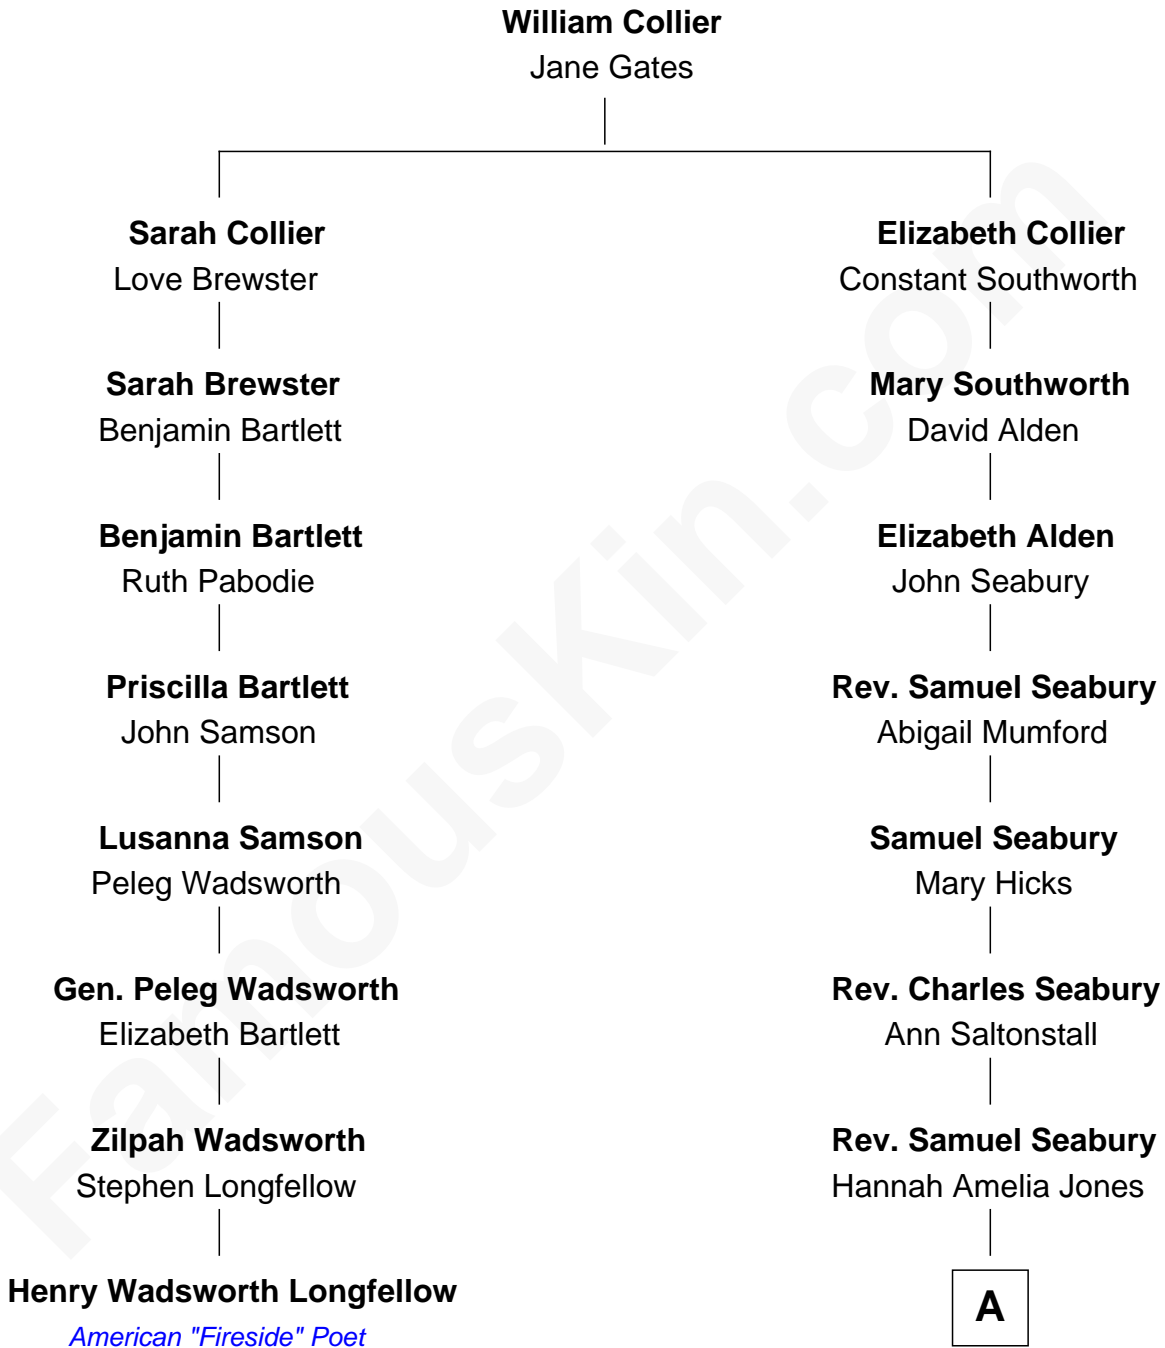 William Collier
Jane Gates
Sarah Collier
Love Brewster
Elizabeth Collier
Constant Southworth
Sarah Brewster
Benjamin Bartlett
Mary Southworth
David Alden
Benjamin Bartlett
Ruth Pabodie
Elizabeth Alden
John Seabury
Priscilla Bartlett
John Samson
Rev. Samuel Seabury
Abigail Mumford
Lusanna Samson
Peleg Wadsworth
Samuel Seabury
Mary Hicks
Gen. Peleg Wadsworth
Elizabeth Bartlett
Rev. Charles Seabury
Ann Saltonstall
Zilpah Wadsworth
Stephen Longfellow
Rev. Samuel Seabury
Hannah Amelia Jones
Henry Wadsworth Longfellow
American "Fireside" Poet
A
FamousKin.com